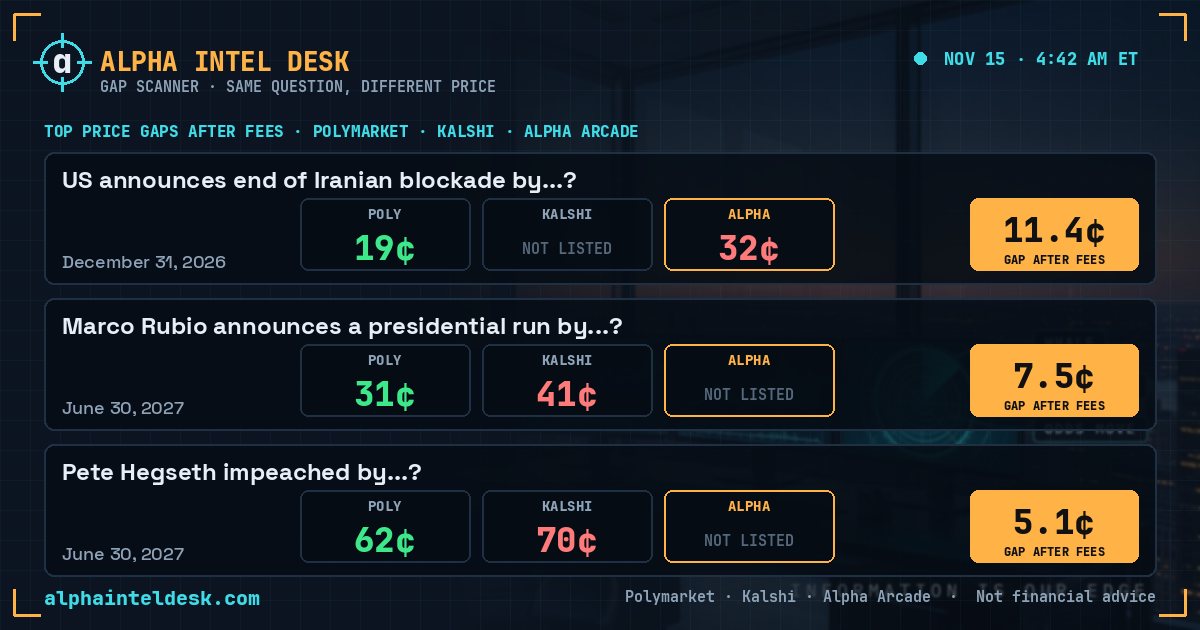 α
ALPHA INTEL DESK
GAP SCANNER · SAME QUESTION, DIFFERENT PRICE
NOV 15 · 4:42 AM ET
TOP PRICE GAPS AFTER FEES · POLYMARKET · KALSHI · ALPHA ARCADE
US announces end of Iranian blockade by...?
December 31, 2026
POLY
19¢
KALSHI
NOT LISTED
ALPHA
32¢
11.4¢
GAP AFTER FEES
Marco Rubio announces a presidential run by...?
June 30, 2027
POLY
31¢
KALSHI
41¢
ALPHA
NOT LISTED
7.5¢
GAP AFTER FEES
Pete Hegseth impeached by...?
June 30, 2027
POLY
62¢
KALSHI
70¢
ALPHA
NOT LISTED
5.1¢
GAP AFTER FEES
INFORMATION IS OUR EDGE
alphainteldesk.com
Polymarket · Kalshi · Alpha Arcade · Not financial advice